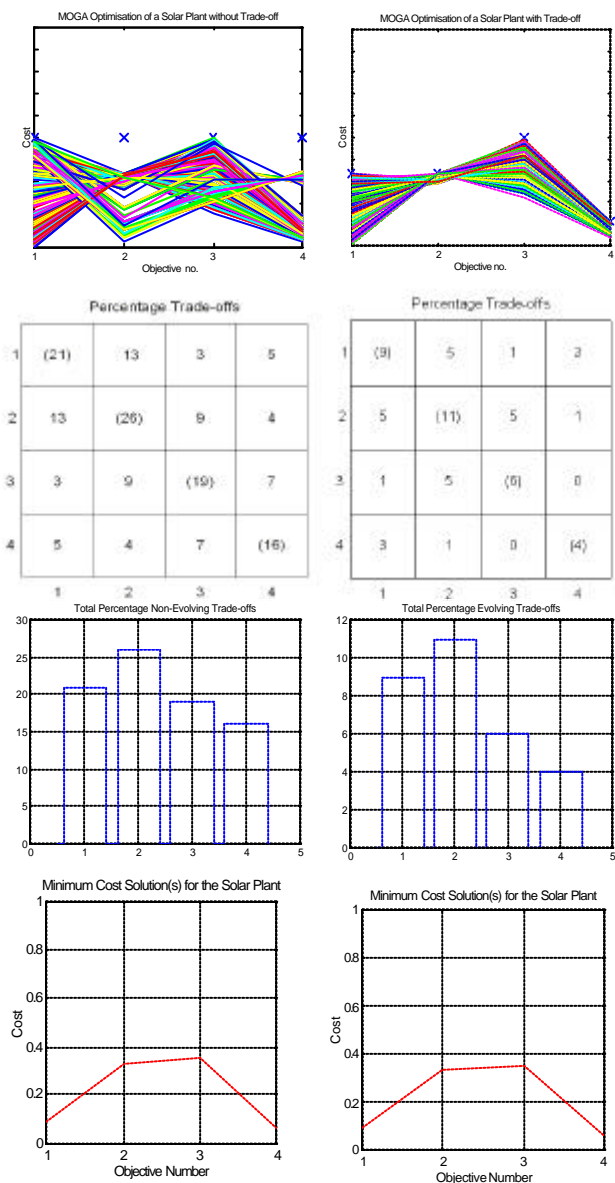 MOGA Optimisation of a Solar Plant without Trade-off
Cost
1 2 3 4
Objective no.
MOGA Optimisation of a Solar Plant with Trade-off
Cost
1 2 3 4
Objective no.
Percentage Trade-offs
1 (21) 13 3 5
2 13 (26) 9 4
3 3 9 (19) 7
4 5 4 7 (16)
1 2 3 4
Percentage Trade-offs
1 (9) 5 1 3
2 5 (11) 5 1
3 1 5 (6) 0
4 3 1 0 (4)
1 2 3 4
Total Percentage Non-Evolving Trade-offs
30
25
20
15
10
5
0
0 1 2 3 4 5
Total Percentage Evolving Trade-offs
12
10
8
6
4
2
0
0 1 2 3 4 5
Minimum Cost Solution(s) for the Solar Plant
1
0.8
0.6
0.4
0.2
0
Cost
1 2 3 4
Objective Number
Minimum Cost Solution(s) for the Solar Plant
1
0.8
0.6
0.4
02
0
Cost
1 2 3 4
Objective Number